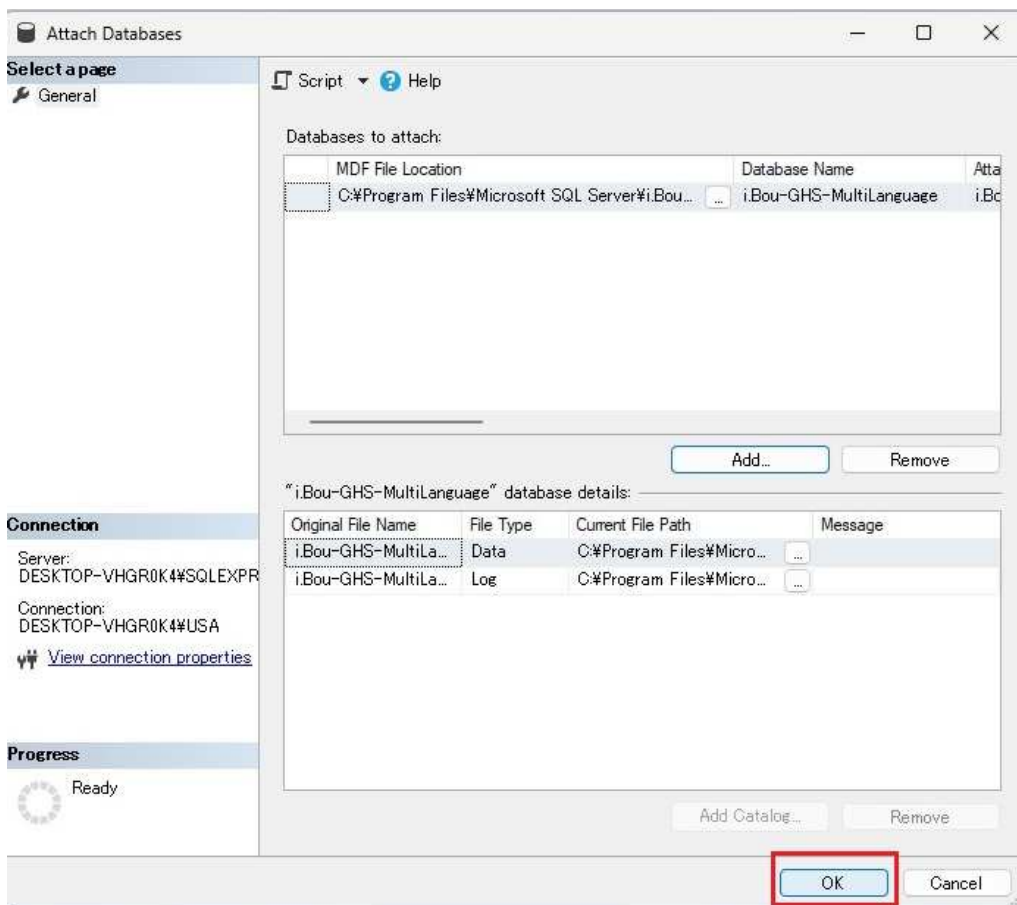 Attach Databases
Select a page
General
Script
Help
Databases to attach:
MDF File Location Database Name Atta
C:¥Program Files¥Microsoft SQL Server¥i.Bou... ... i.Bou-GHS-MultiLanguage i.Bo
Add... Remove
"i.Bou-GHS-MultiLanguage" database details:
Original File Name File Type Current File Path Message
i.Bou-GHS-MultiLa... Data C:¥Program Files¥Micro... ...
i.Bou-GHS-MultiLa... Log C:¥Program Files¥Micro... ...
Connection
Server:
DESKTOP-VHGR0K4¥SQLEXPR
Connection:
DESKTOP-VHGR0K4¥USA
View connection properties
Progress
Ready
Add Catalog... Remove
OK Cancel